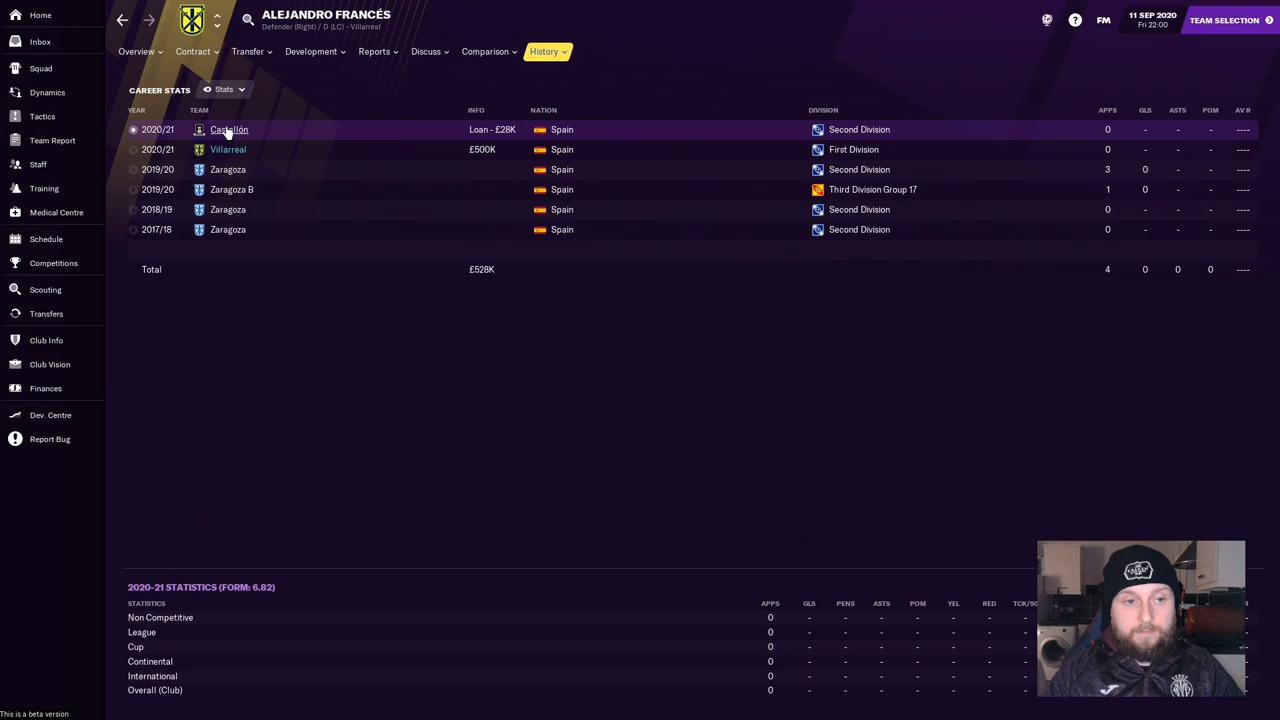 Home
Inbox
Squad
Dynamics
Tactics
Team Report
Staff
Training
Medical Centre
Schedule
Competitions
Scouting
Transfers
Club Info
Club Vision
Finances
Dev. Centre
Report Bug
This is a beta version
ALEJANDRO FRANCÉS
Defender (Right) / D (LC) - Villarreal
? FM 11 SEP 2020 TEAM SELECTION
Fri 22:00
Overview Contract Transfer Development Reports Discuss Comparison History
CAREER STATS Stats
YEAR TEAM INFO NATION DIVISION APPS GLS ASTS POM AV R
2020/21 Castellón Loan - £28K Spain Second Division 0 - - - ----
2020/21 Villarreal £500K Spain First Division 0 - - - ----
2019/20 Zaragoza Spain Second Division 3 0 - - ----
2019/20 Zaragoza B Spain Third Division Group 17 1 0 - - ----
2018/19 Zaragoza Spain Second Division 0 - - - ----
2017/18 Zaragoza Spain Second Division 0 - - - ----
Total £528K 4 0 0 0 ----
2020-21 STATISTICS (FORM: 6.82)
STATISTICS APPS GLS PENS ASTS POM YEL RED TCK/90
Non Competitive 0 - - - - - - -
League 0 - - - - - - -
Cup 0 - - - - - - -
Continental 0 - - - - - - -
International 0 - - - - - - -
Overall (Club) 0 - - - - - - -